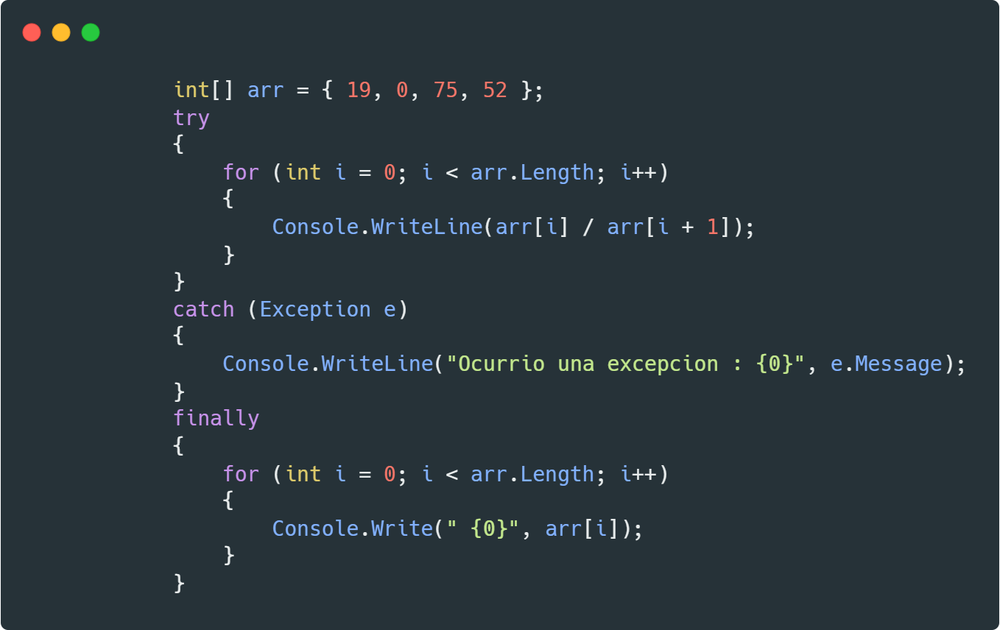 int[] arr = { 19, 0, 75, 52 };
try
{
    for (int i = 0; i < arr.Length; i++)
    {
        Console.WriteLine(arr[i] / arr[i + 1]);
    }
}
catch (Exception e)
{
    Console.WriteLine("Ocurrio una excepcion : {0}", e.Message);
}
finally
{
    for (int i = 0; i < arr.Length; i++)
    {
        Console.Write(" {0}", arr[i]);
    }
}